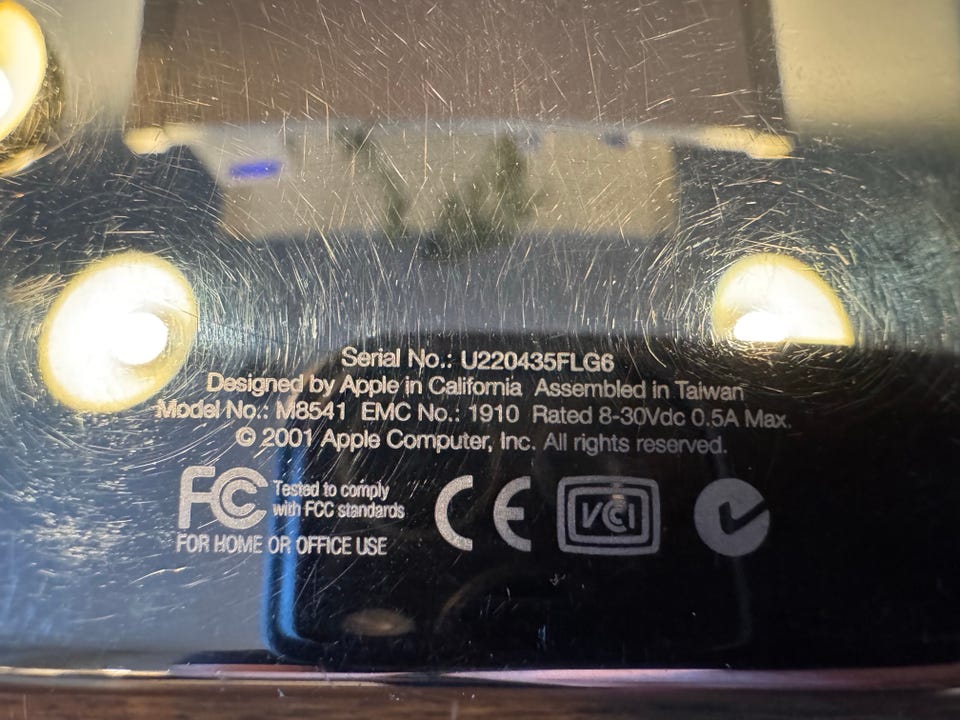 Serial No.: U220435FLG6
Designed by Apple in California Assembled in Taiwan
Model No.: M8541 EMC No.: 1910 Rated 8-30Vdc 0.5A Max.
© 2001 Apple Computer, Inc. All rights reserved.
FC Tested to comply
with FCC standards
FOR HOME OR OFFICE USE
CE
VCI